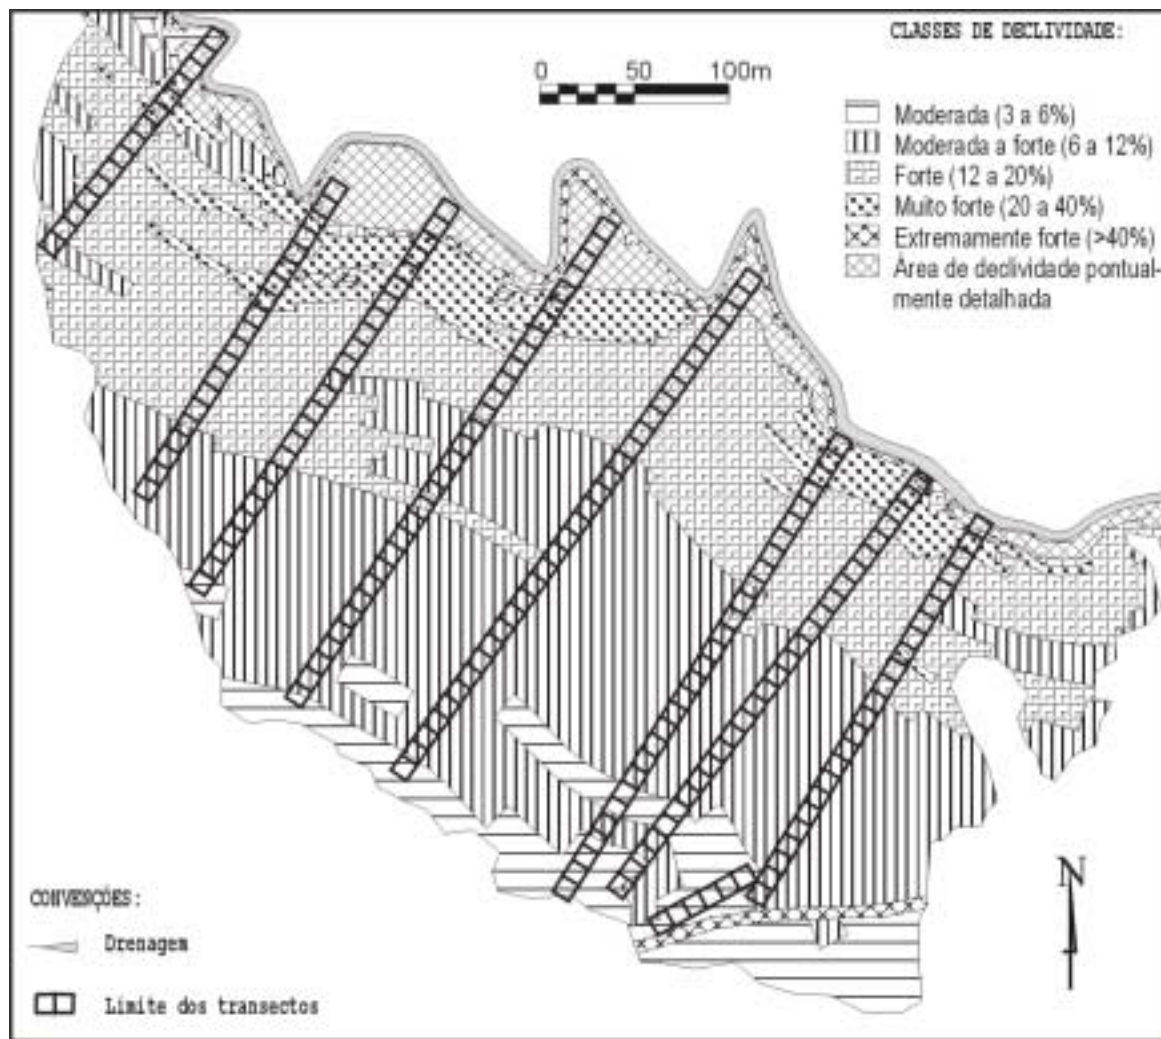 CLASSES DE DECLIVIDADE:
0 50 100m
Moderada (3 a 6%)
Moderada a forte (6 a 12%)
Forte (12 a 20%)
Muito forte (20 a 40%)
Extremamente forte (>40%)
Área de declividade pontual-
mente detalhada
N
CONVENÇÕES:
Drenagem
Limite dos transectos